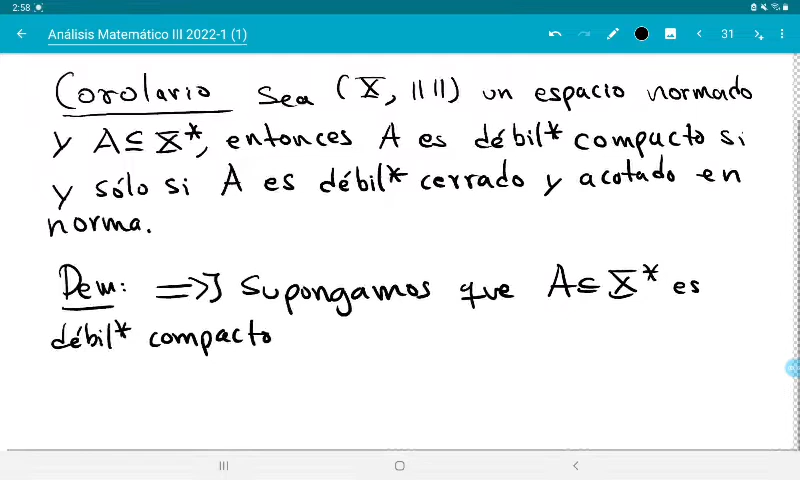 2:58
Análisis Matemático III 2022-1 (1)
31
Corolario Sea (X, || ||) un espacio normado
y A ⊆ X*, entonces A es débil* compacto si
y sólo si A es débil* cerrado y acotado en
norma.
Dem: ⇒] Supongamos que A ⊆ X* es
débil* compacto